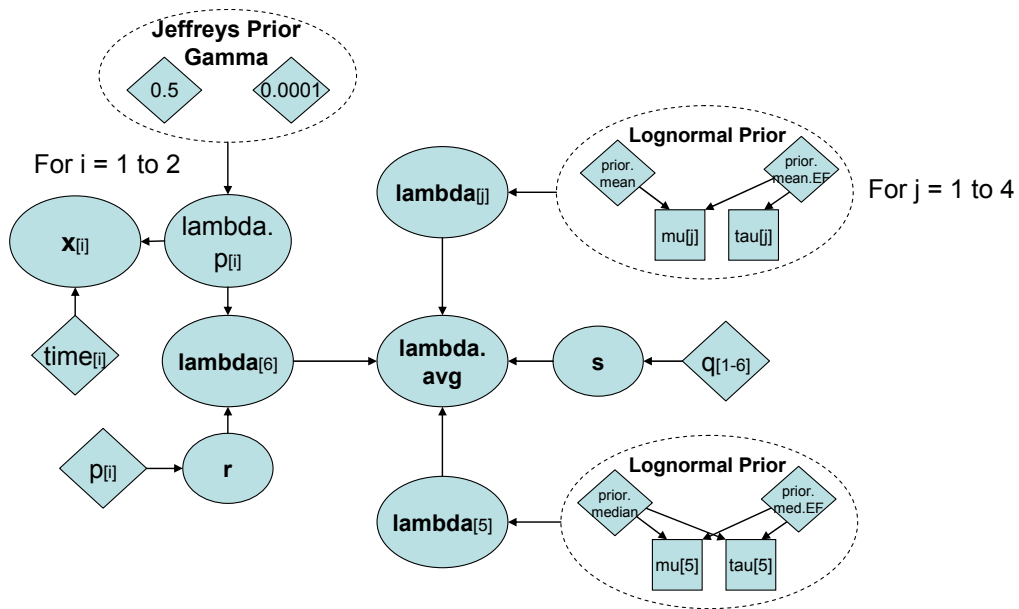 Jeffreys Prior
Gamma
0.5
0.0001
For i = 1 to 2
x[i]
lambda.
p[i]
time[i]
lambda[6]
p[i]
r
lambda[j]
Lognormal Prior
prior.
mean
prior.
mean.EF
mu[j]
tau[j]
For j = 1 to 4
lambda.
avg
s
q[1-6]
lambda[5]
Lognormal Prior
prior.
median
prior.
med.EF
mu[5]
tau[5]